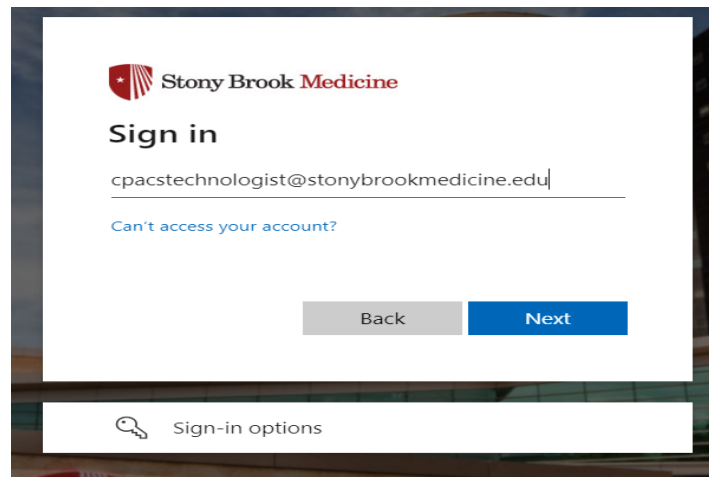 Stony Brook Medicine
Sign in
cpacstechnologist@stonybrookmedicine.edu
Can't access your account?
Back Next
Sign-in options